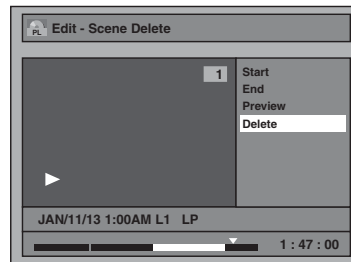 PL Edit - Scene Delete
1
Start
End
Preview
Delete
JAN/11/13 1:00AM L1 LP
1 : 47 : 00